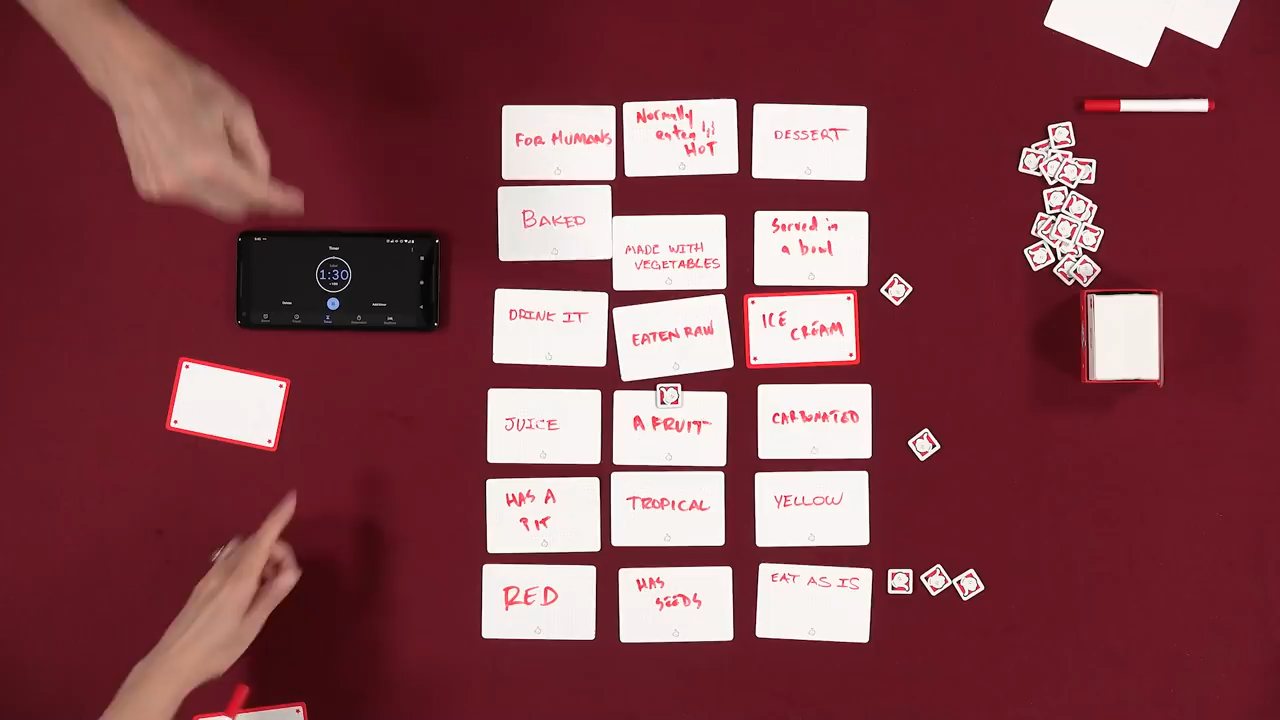 FOR HUMANS
Normally
eaten
HOT
DESSERT
BAKED
MADE WITH
VEGETABLES
Served in
a bowl
Timer
1:30
DRINK IT
EATEN RAW
ICE
CREAM
JUICE
A FRUIT
CARBONATED
HAS A
PIT
TROPICAL
YELLOW
RED
HAS
SEEDS
EAT AS IS